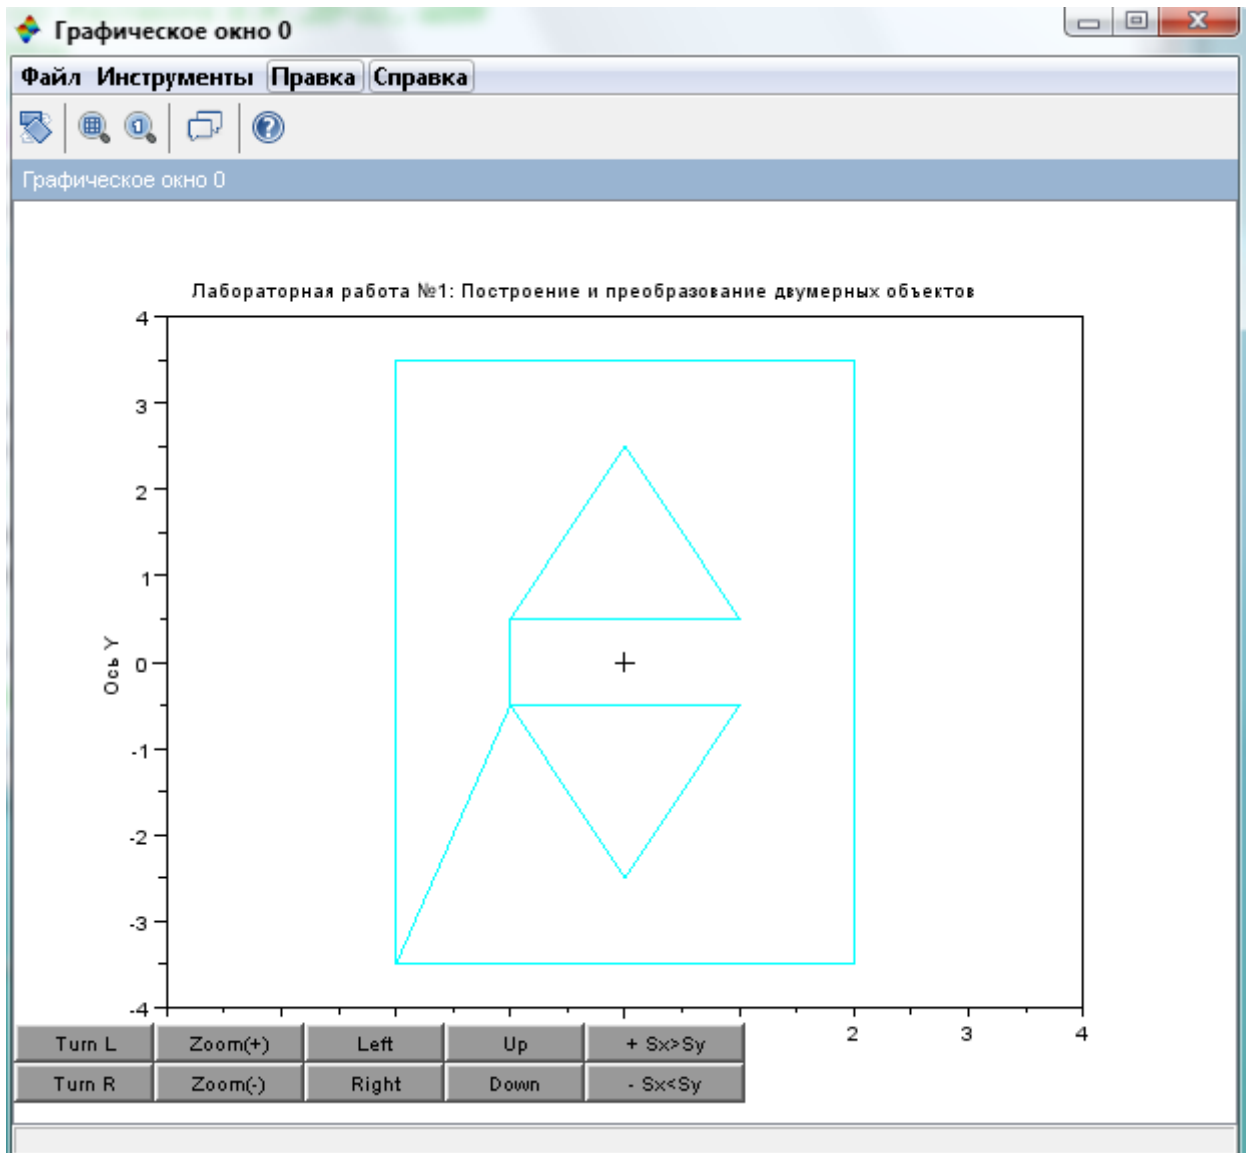 Графическое окно 0
Файл Инструменты Правка Справка
Графическое окно 0
Лабораторная работа №1: Построение и преобразование двумерных объектов
4
3
2
1
Ось Y
0
-1
-2
-3
-4
2 3 4
Turn L Zoom(+) Left Up + Sx>Sy
Turn R Zoom(-) Right Down - Sx<Sy